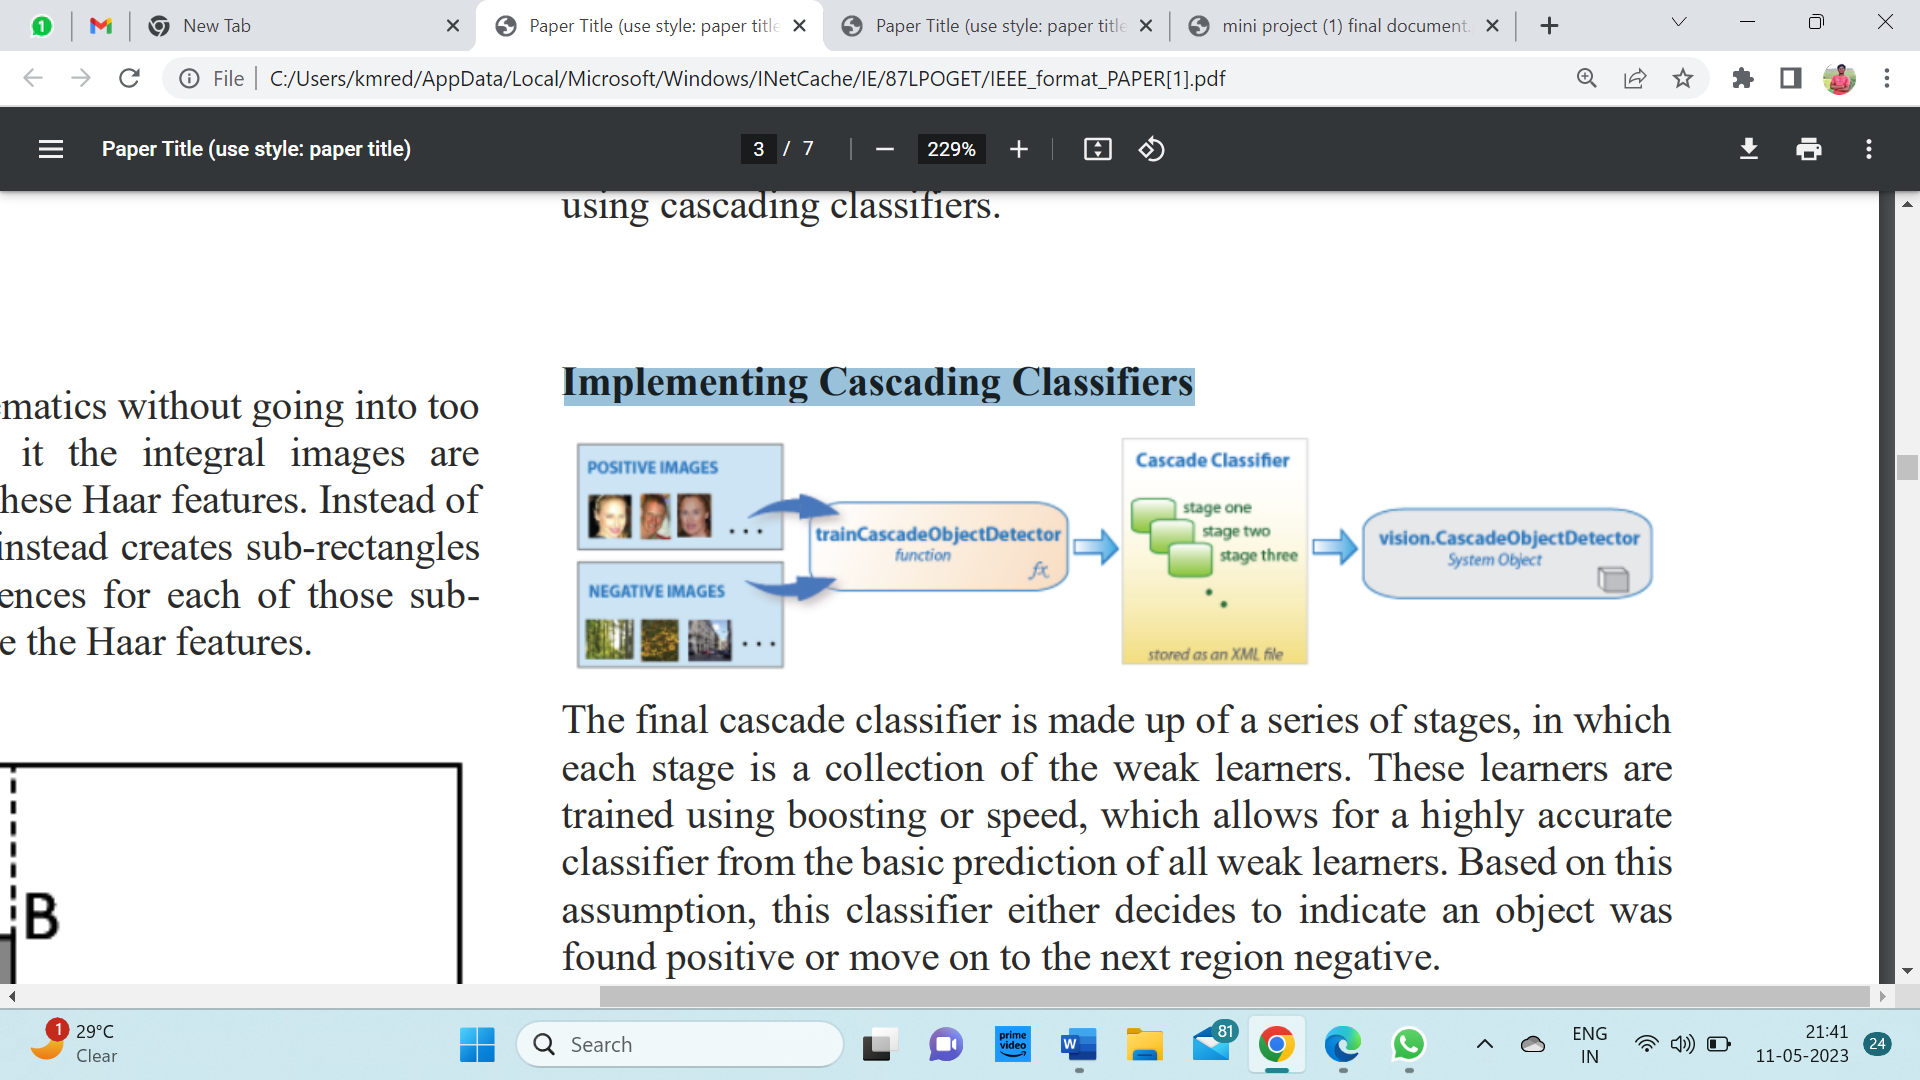 1
New Tab
Paper Title (use style: paper title
Paper Title (use style: paper title
mini project (1) final document.
File
C:/Users/kmred/AppData/Local/Microsoft/Windows/INetCache/IE/87LPOGET/IEEE_format_PAPER[1].pdf
Paper Title (use style: paper title)
3 / 7
229%
using cascading classifiers.
ematics without going into too
it the integral images are
hese Haar features. Instead of
instead creates sub-rectangles
ences for each of those sub-
e the Haar features.
B
Implementing Cascading Classifiers
POSITIVE IMAGES
...
NEGATIVE IMAGES
...
trainCascadeObjectDetector
function
fx
Cascade Classifier
stage one
stage two
stage three
stored as an XML file
vision.CascadeObjectDetector
System Object
The final cascade classifier is made up of a series of stages, in which
each stage is a collection of the weak learners. These learners are
trained using boosting or speed, which allows for a highly accurate
classifier from the basic prediction of all weak learners. Based on this
assumption, this classifier either decides to indicate an object was
found positive or move on to the next region negative.
1
29°C
Clear
Search
prime
video
W
81
ENG
IN
21:41
11-05-2023
24